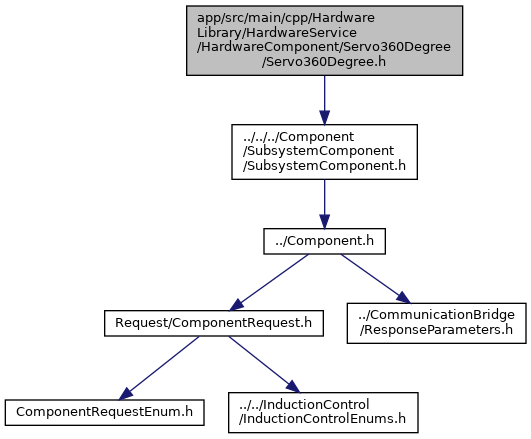 app/src/main/cpp/Hardware
Library/HardwareService
/HardwareComponent/Servo360Degree
/Servo360Degree.h
../../../Component
/SubsystemComponent
/SubsystemComponent.h
../Component.h
Request/ComponentRequest.h
../CommunicationBridge
/ResponseParameters.h
ComponentRequestEnum.h
../../InductionControl
/InductionControlEnums.h